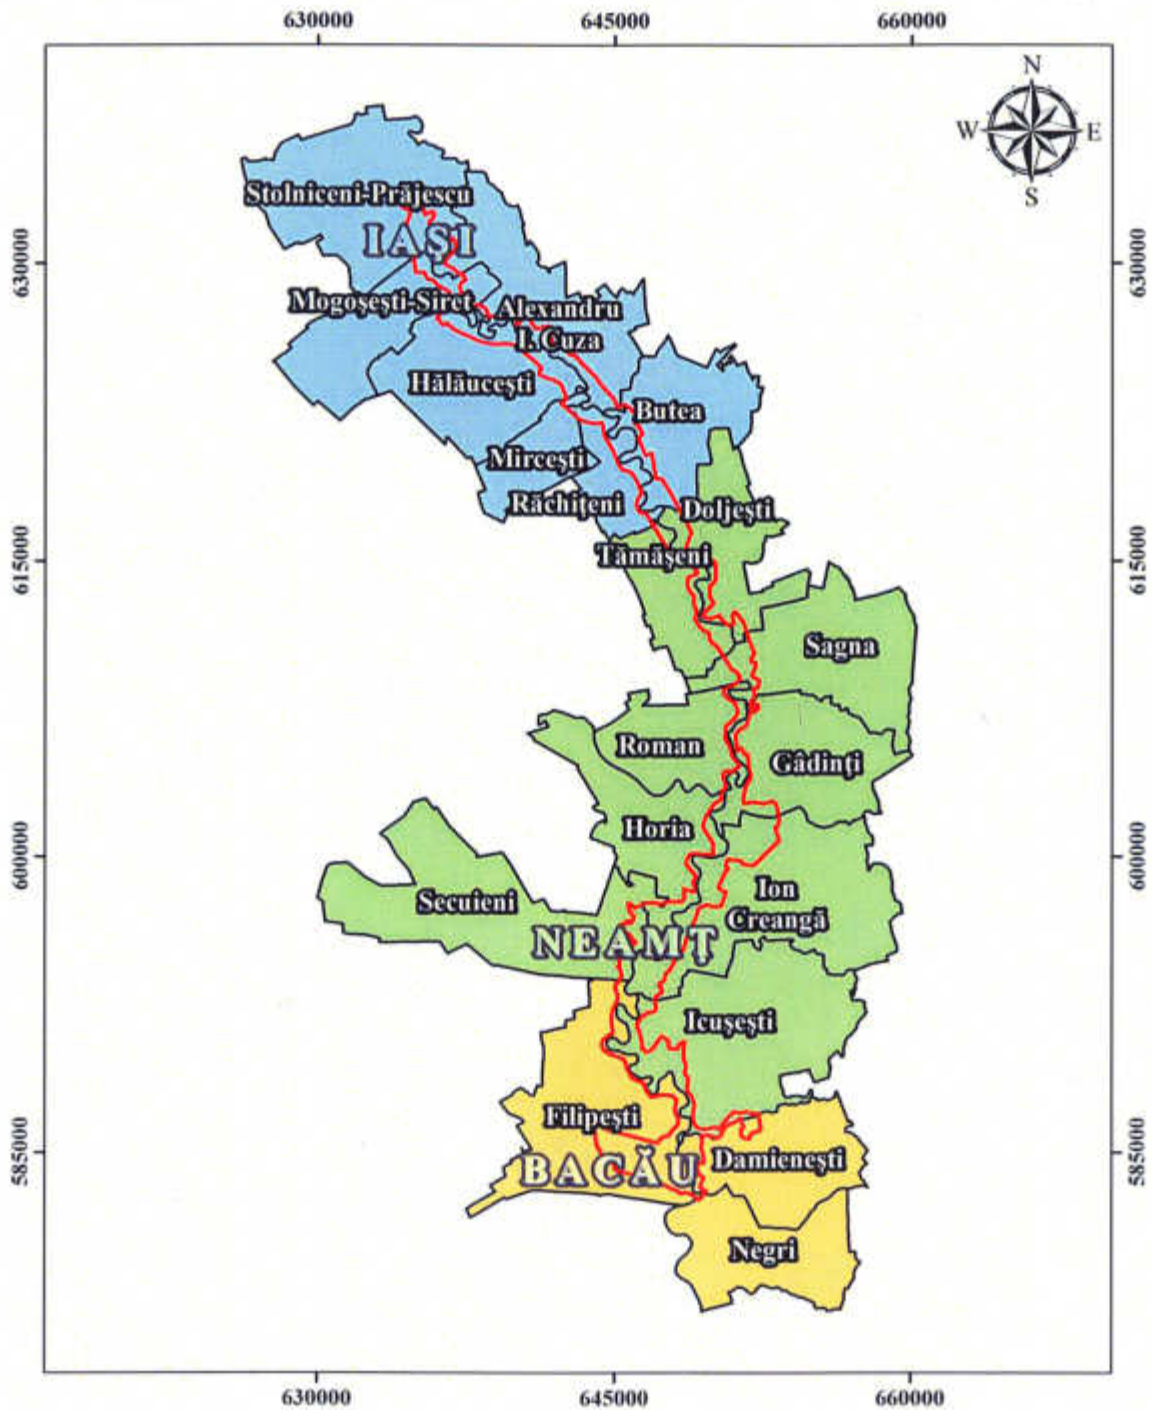 630000 645000 660000
N
W E
S
Stolniceni-Prăjescu
IAȘI
630000 630000
Mogoșești-Siret
Alexandru
I. Cuza
Hălăucești
Butea
Mircești
Răchițeni
Doljești
Tămășeni
615000 615000
Sagna
Roman
Gâdinți
Horia
600000 600000
Secuieni
Ion
Creangă
NEAMȚ
Icușești
Filipești
585000 585000
BACĂU
Damienești
Negri
630000 645000 660000